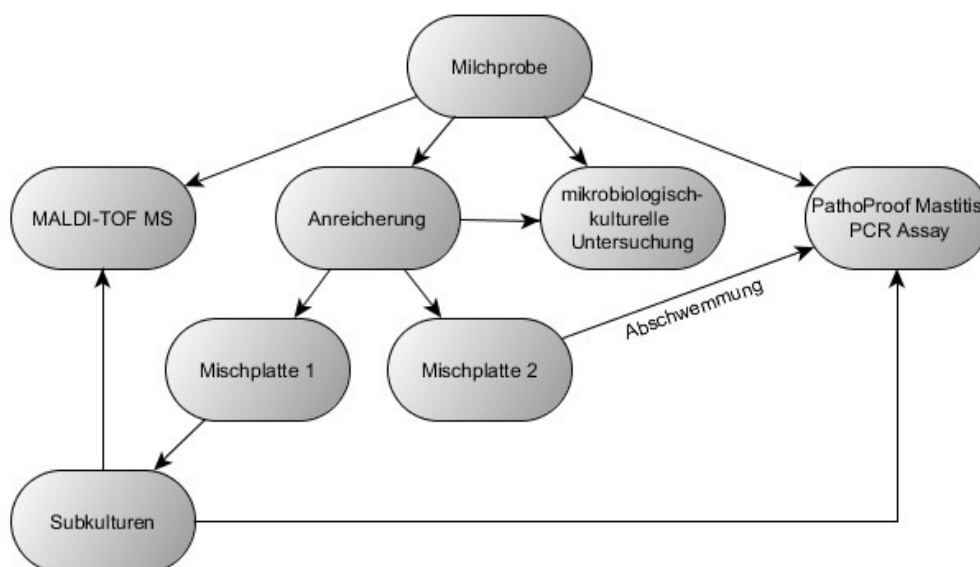 Milchprobe
MALDI-TOF MS
Anreicherung
mikrobiologisch-
kulturelle
Untersuchung
PathoProof Mastitis
PCR Assay
Abschwemmung
Mischplatte 1
Mischplatte 2
Subkulturen